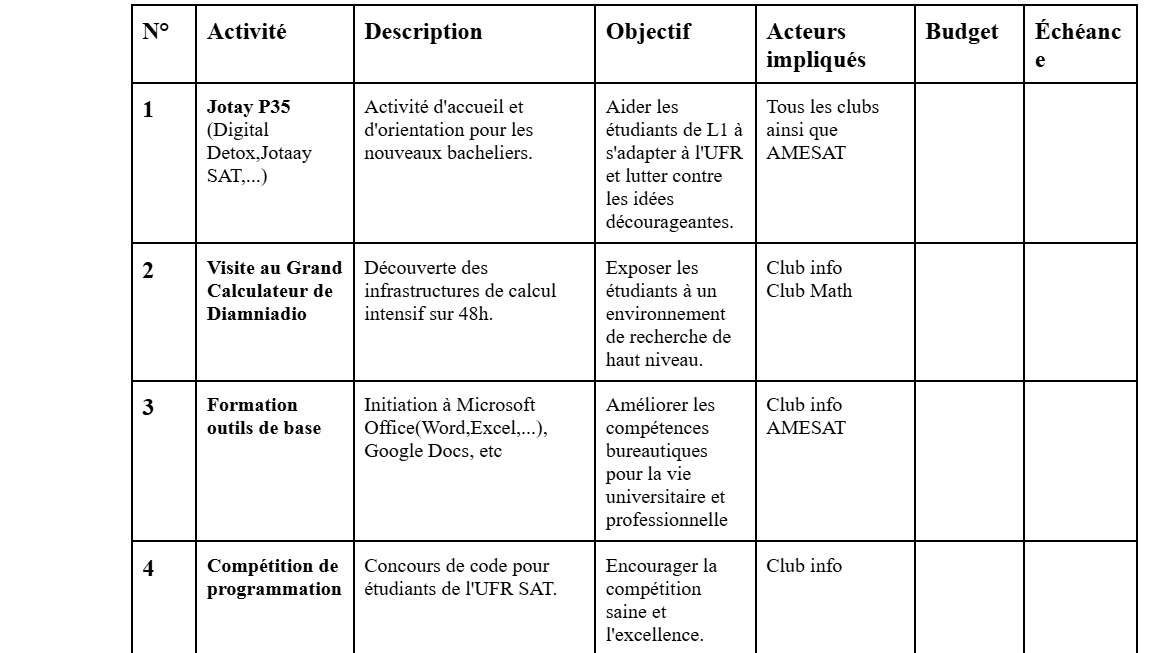 N° Activité Description Objectif Acteurs impliqués Budget Échéanc
e
1 Jotay P35
(Digital
Detox,Jotaay
SAT,...)
Activité d'accueil et
d'orientation pour les
nouveaux bacheliers.
Aider les
étudiants de L1 à
s'adapter à l'UFR
et lutter contre
les idées
décourageantes.
Tous les clubs
ainsi que
AMESAT
2 Visite au Grand
Calculateur de
Diamniadio
Découverte des
infrastructures de calcul
intensif sur 48h.
Exposer les
étudiants à un
environnement
de recherche de
haut niveau.
Club info
Club Math
3 Formation
outils de base
Initiation à Microsoft
Office(Word,Excel,...),
Google Docs, etc
Améliorer les
compétences
bureautiques
pour la vie
universitaire et
professionnelle
Club info
AMESAT
4 Compétition de
programmation
Concours de code pour
étudiants de l'UFR SAT.
Encourager la
compétition
saine et
l'excellence.
Club info